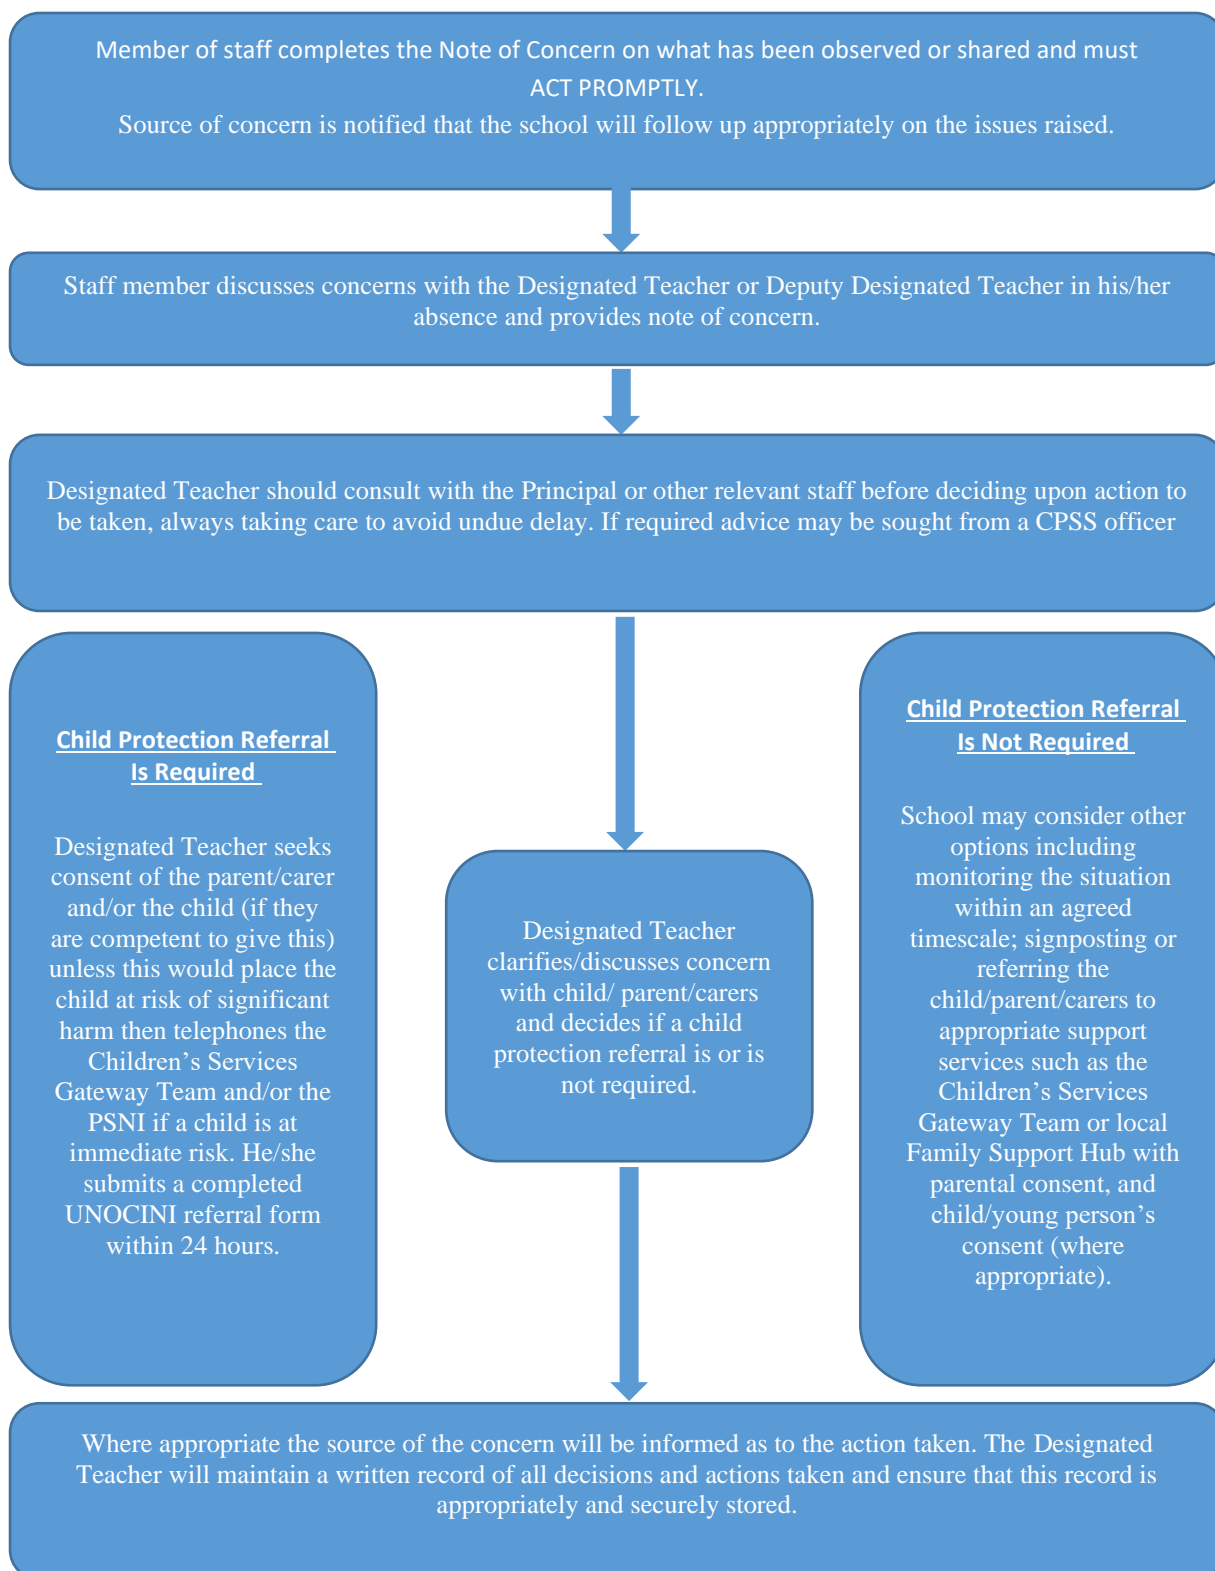 Member of staff completes the Note of Concern on what has been observed or shared and must
ACT PROMPTLY.
Source of concern is notified that the school will follow up appropriately on the issues raised.
Staff member discusses concerns with the Designated Teacher or Deputy Designated Teacher in his/her
absence and provides note of concern.
Designated Teacher should consult with the Principal or other relevant staff before deciding upon action to
be taken, always taking care to avoid undue delay. If required advice may be sought from a CPSS officer
Child Protection Referral
Is Required
Designated Teacher seeks
consent of the parent/carer
and/or the child (if they
are competent to give this)
unless this would place the
child at risk of significant
harm then telephones the
Children’s Services
Gateway Team and/or the
PSNI if a child is at
immediate risk. He/she
submits a completed
UNOCINI referral form
within 24 hours.
Designated Teacher
clarifies/discusses concern
with child/ parent/carers
and decides if a child
protection referral is or is
not required.
Child Protection Referral
Is Not Required
School may consider other
options including
monitoring the situation
within an agreed
timescale; signposting or
referring the
child/parent/carers to
appropriate support
services such as the
Children’s Services
Gateway Team or local
Family Support Hub with
parental consent, and
child/young person’s
consent (where
appropriate).
Where appropriate the source of the concern will be informed as to the action taken. The Designated
Teacher will maintain a written record of all decisions and actions taken and ensure that this record is
appropriately and securely stored.